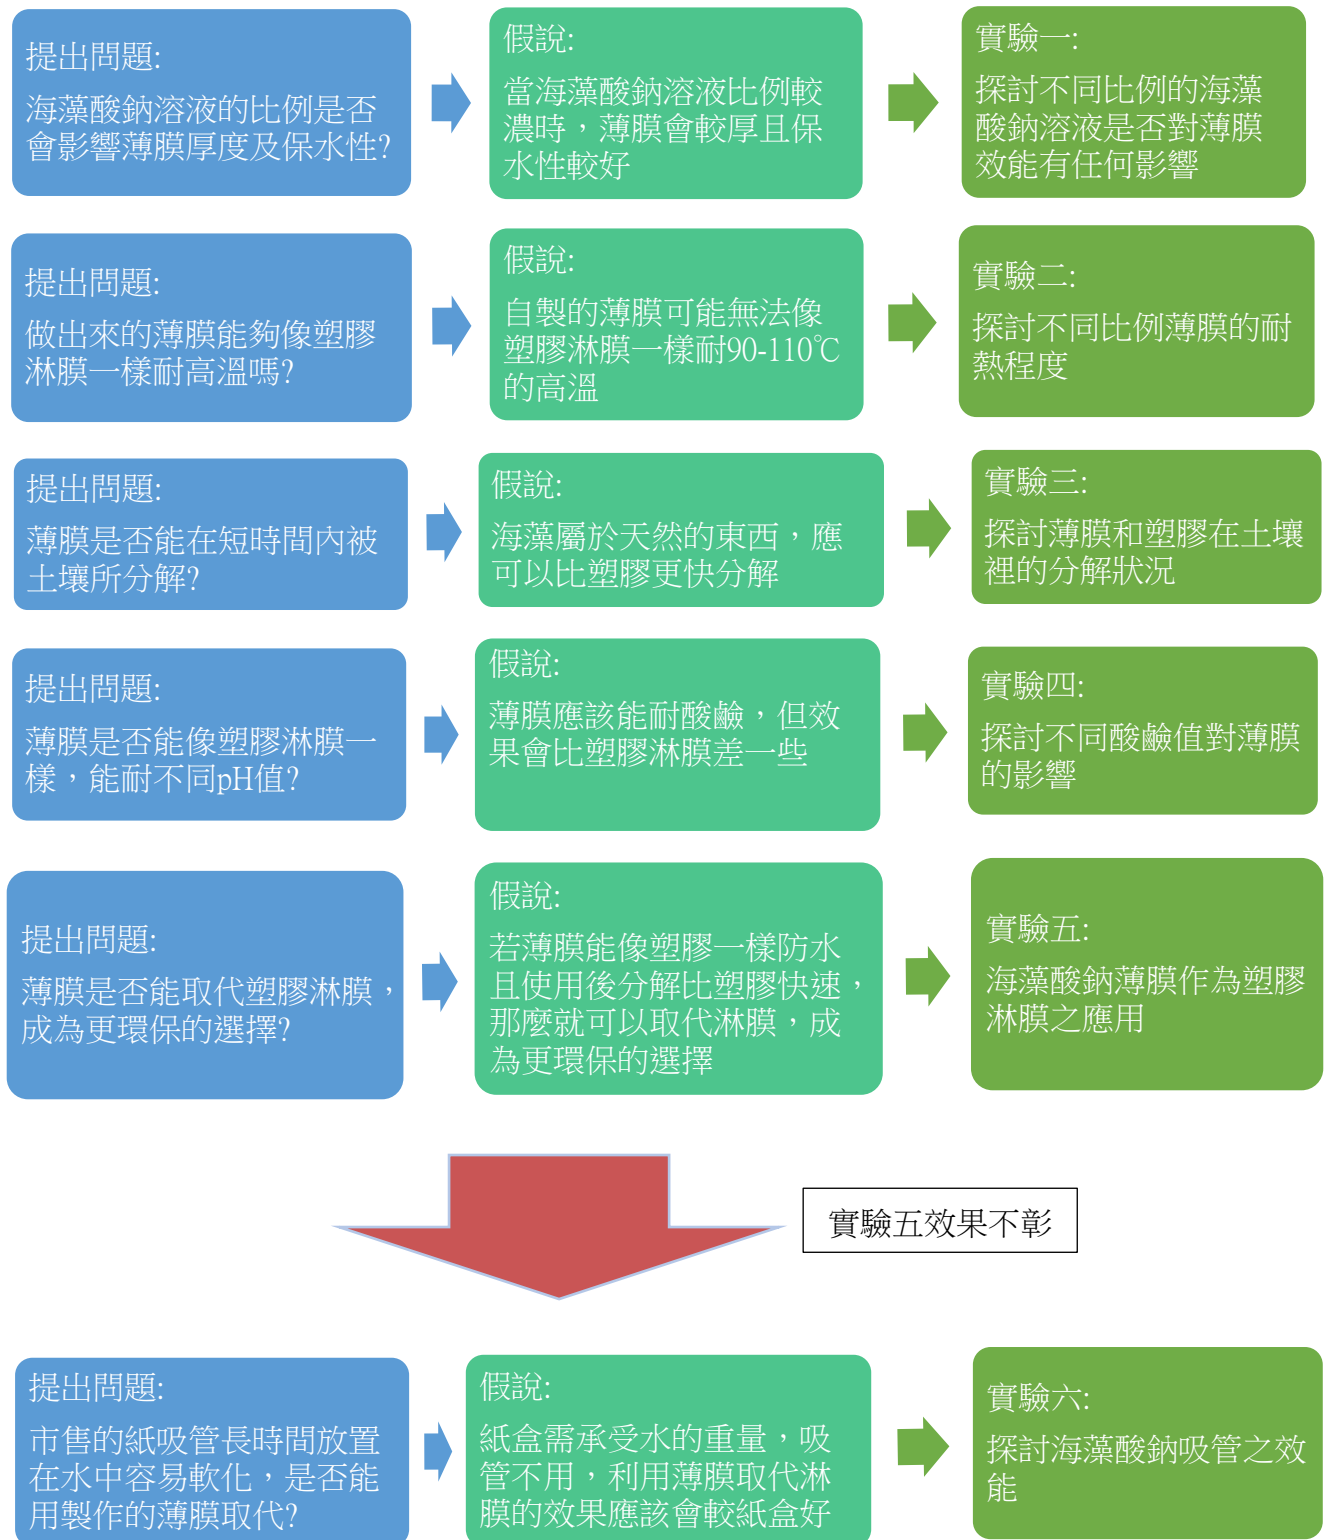 提出問題:
海藻酸鈉溶液的比例是否
會影響薄膜厚度及保水性?
假說:
當海藻酸鈉溶液比例較
濃時，薄膜會較厚且保
水性較好
實驗一:
探討不同比例的海藻
酸鈉溶液是否對薄膜
效能有任何影響
提出問題:
做出來的薄膜能夠像塑膠
淋膜一樣耐高溫嗎?
假說:
自製的薄膜可能無法像
塑膠淋膜一樣耐90-110℃
的高溫
實驗二:
探討不同比例薄膜的耐
熱程度
提出問題:
薄膜是否能在短時間內被
土壤所分解?
假說:
海藻屬於天然的東西，應
可以比塑膠更快分解
實驗三:
探討薄膜和塑膠在土壤
裡的分解狀況
提出問題:
薄膜是否能像塑膠淋膜一
樣，能耐不同pH值?
假說:
薄膜應該能耐酸鹼，但效
果會比塑膠淋膜差一些
實驗四:
探討不同酸鹼值對薄膜
的影響
提出問題:
薄膜是否能取代塑膠淋膜，
成為更環保的選擇?
假說:
若薄膜能像塑膠一樣防水
且使用後分解比塑膠快速，
那麼就可以取代淋膜，成
為更環保的選擇
實驗五:
海藻酸鈉薄膜作為塑膠
淋膜之應用
實驗五效果不彰
提出問題:
市售的紙吸管長時間放置
在水中容易軟化，是否能
用製作的薄膜取代?
假說:
紙盒需承受水的重量，吸
管不用，利用薄膜取代淋
膜的效果應該會較紙盒好
實驗六:
探討海藻酸鈉吸管之效
能